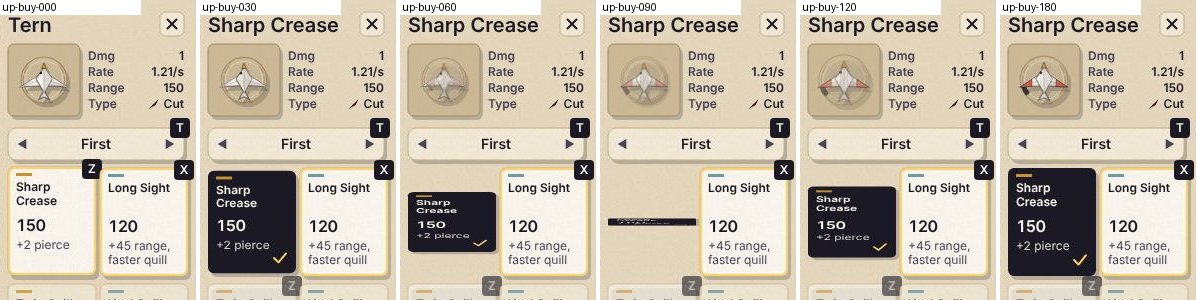 up-buy-000
Tern
Dmg 1
Rate 1.21/s
Range 150
Type Cut
T
First
Z
X
Sharp
Crease
150
+2 pierce
Long Sight
120
+45 range,
faster quill
up-buy-030
Sharp Crease
Dmg 1
Rate 1.21/s
Range 150
Type Cut
T
First
X
Sharp
Crease
150
+2 pierce
Long Sight
120
+45 range,
faster quill
Z
up-buy-060
Sharp Crease
Dmg 1
Rate 1.21/s
Range 150
Type Cut
T
First
X
Sharp
Crease
150
+2 pierce
Long Sight
120
+45 range,
faster quill
Z
up-buy-090
Sharp Crease
Dmg 1
Rate 1.21/s
Range 150
Type Cut
T
First
X
Long Sight
120
+45 range,
faster quill
Z
up-buy-120
Sharp Crease
Dmg 1
Rate 1.21/s
Range 150
Type Cut
T
First
X
Sharp
Crease
150
+2 pierce
Long Sight
120
+45 range,
faster quill
Z
up-buy-180
Sharp Crease
Dmg 1
Rate 1.21/s
Range 150
Type Cut
T
First
X
Sharp
Crease
150
+2 pierce
Long Sight
120
+45 range,
faster quill
Z